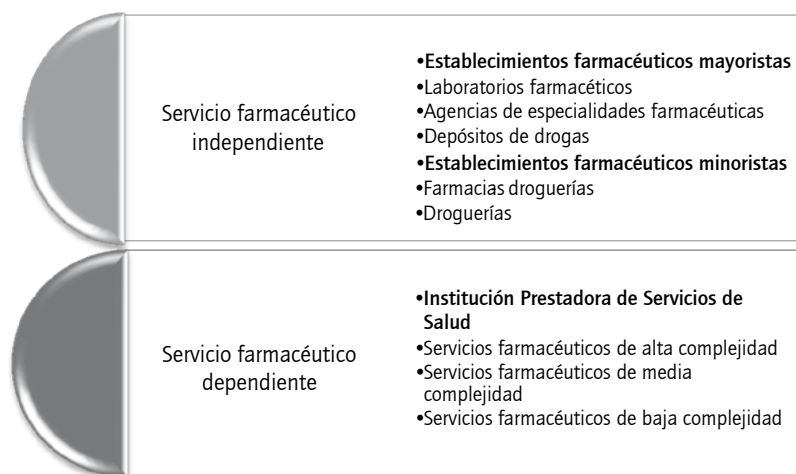 Servicio farmacéutico
independiente
•Establecimientos farmacéuticos mayoristas
•Laboratorios farmacéticos
•Agencias de especialidades farmacéuticas
•Depósitos de drogas
•Establecimientos farmacéuticos minoristas
•Farmacias droguerías
•Droguerías
Servicio farmacéutico
dependiente
•Institución Prestadora de Servicios de
Salud
•Servicios farmacéuticos de alta complejidad
•Servicios farmacéuticos de media
complejidad
•Servicios farmacéuticos de baja complejidad